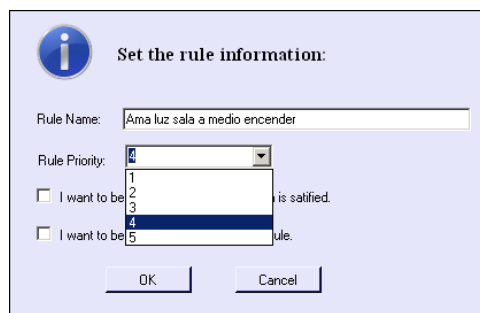 Set the rule information:
Rule Name: Ama luz sala a medio encender
Rule Priority: 4
1
I want to be 2 is satified.
3
4
I want to be 5 ule.
OK Cancel